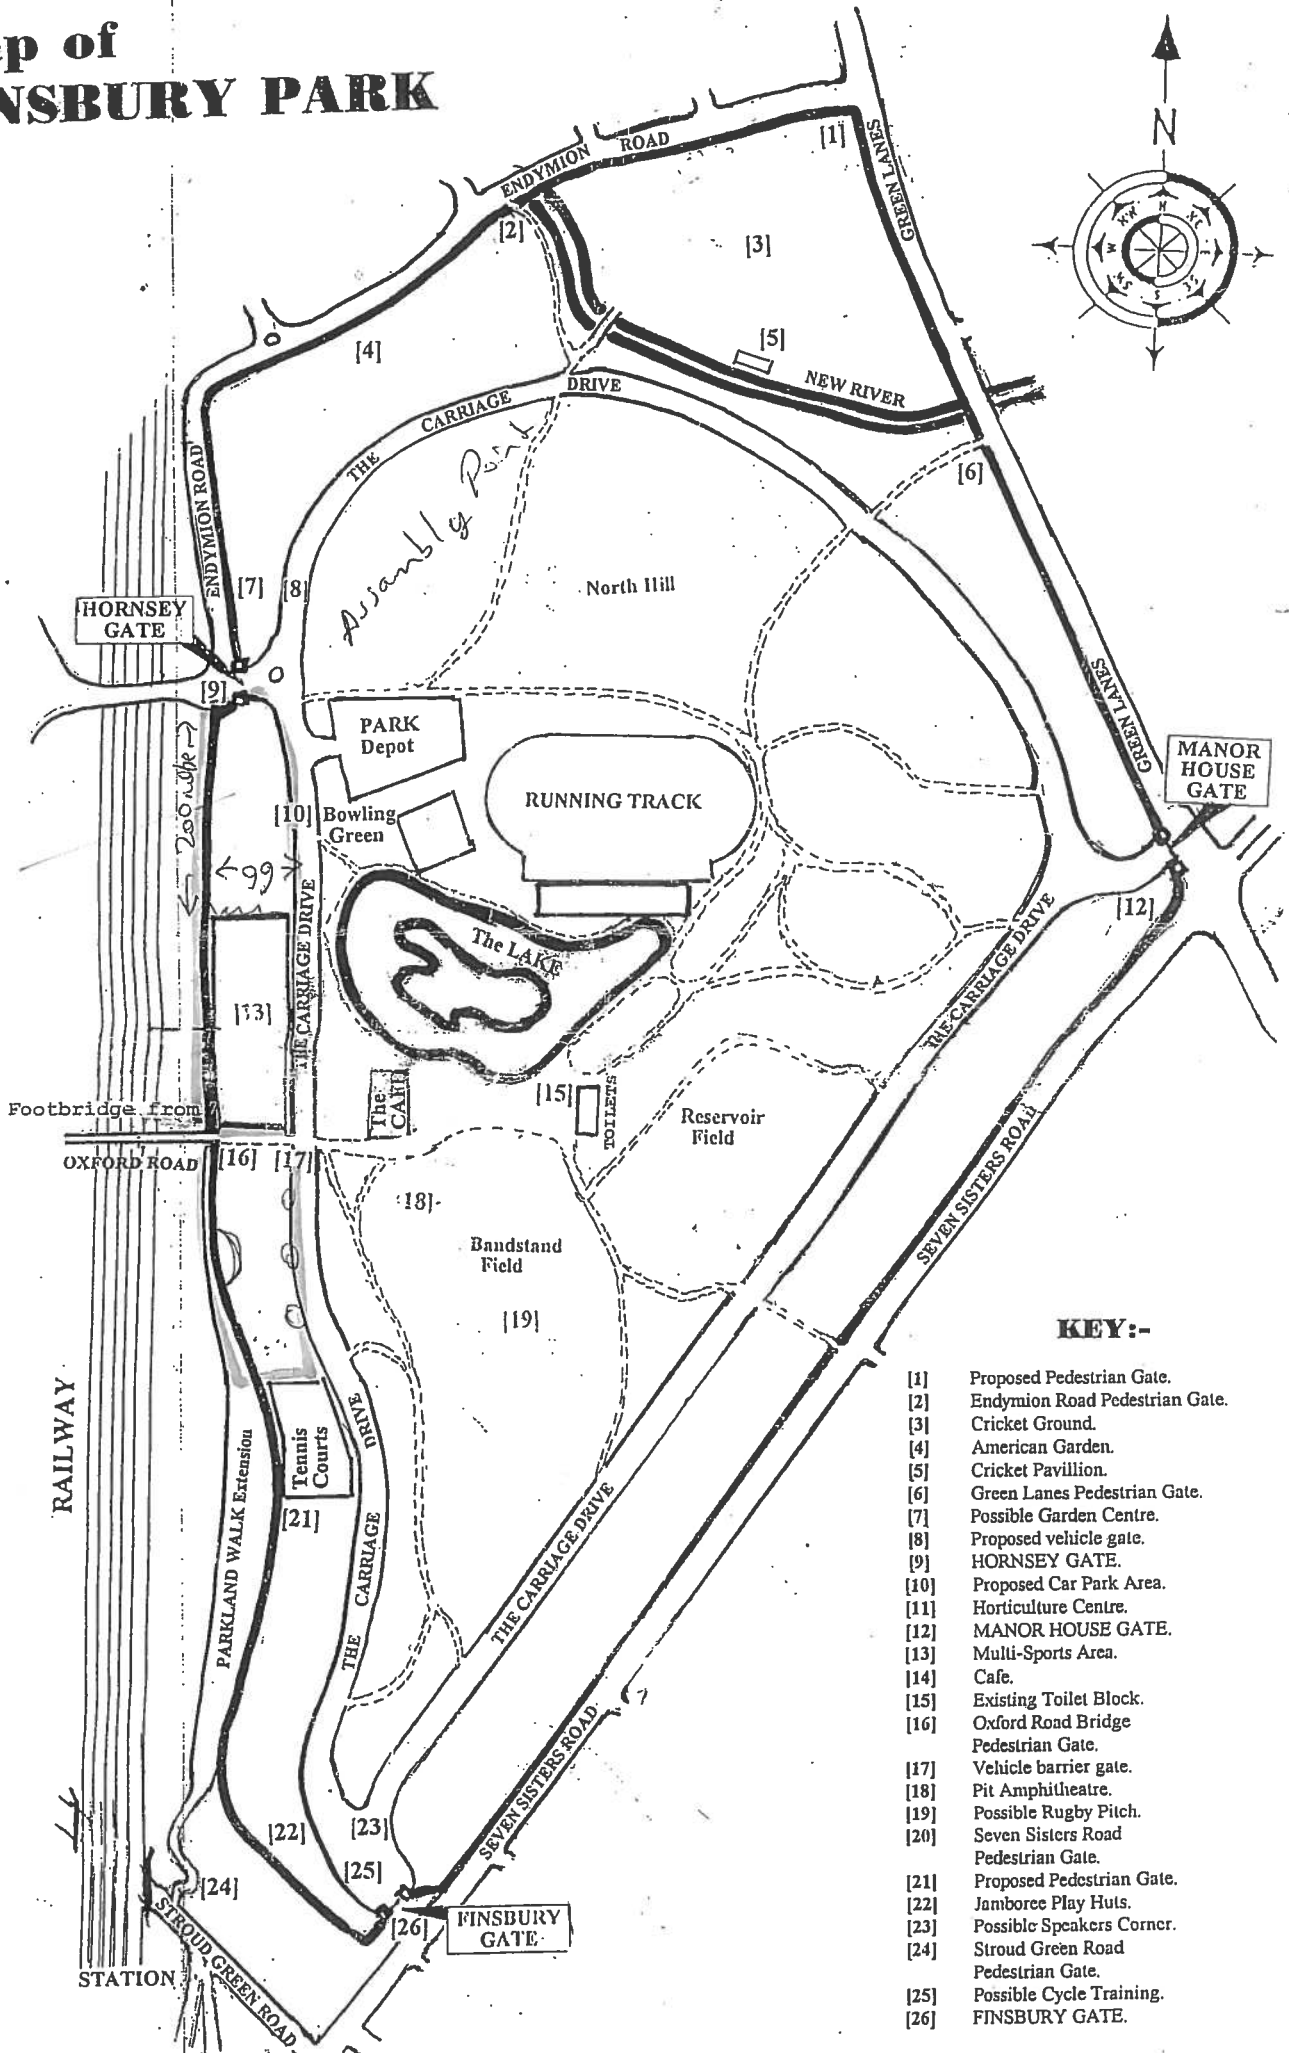 p of
NSBURY PARK
N
ENDYMION ROAD
[1]
GREEN LANES
[2]
[3]
[4]
[5]
NEW RIVER
THE CARRIAGE DRIVE
Assambly Point
[6]
ENDYMION ROAD
[7]
[8]
North Hill
HORNSEY
GATE
[9]
GREEN LANES
MANOR
HOUSE
GATE
PARK
Depot
RUNNING TRACK
[10]
Bowling
Green
99
THE CARRIAGE DRIVE
The LAKE
[12]
THE CARRIAGE DRIVE
[13]
The
CAFE
[15]
TOILETS
Reservoir
Field
Footbridge from
OXFORD ROAD
[16]
[17]
[18]
SEVEN SISTERS ROAD
Bandstand
Field
[19]
RAILWAY
PARKLAND WALK Extension
Tennis
Courts
[21]
THE CARRIAGE DRIVE
THE CARRIAGE DRIVE
SEVEN SISTERS ROAD
[22]
[23]
[24]
[25]
[26]
FINSBURY
GATE
STATION
STROUD GREEN ROAD
KEY:-
[1] Proposed Pedestrian Gate.
[2] Endymion Road Pedestrian Gate.
[3] Cricket Ground.
[4] American Garden.
[5] Cricket Pavillion.
[6] Green Lanes Pedestrian Gate.
[7] Possible Garden Centre.
[8] Proposed vehicle gate.
[9] HORNSEY GATE.
[10] Proposed Car Park Area.
[11] Horticulture Centre.
[12] MANOR HOUSE GATE.
[13] Multi-Sports Area.
[14] Cafe.
[15] Existing Toilet Block.
[16] Oxford Road Bridge
Pedestrian Gate.
[17] Vehicle barrier gate.
[18] Pit Amphitheatre.
[19] Possible Rugby Pitch.
[20] Seven Sisters Road
Pedestrian Gate.
[21] Proposed Pedestrian Gate.
[22] Jamboree Play Huts.
[23] Possible Speakers Corner.
[24] Stroud Green Road
Pedestrian Gate.
[25] Possible Cycle Training.
[26] FINSBURY GATE.